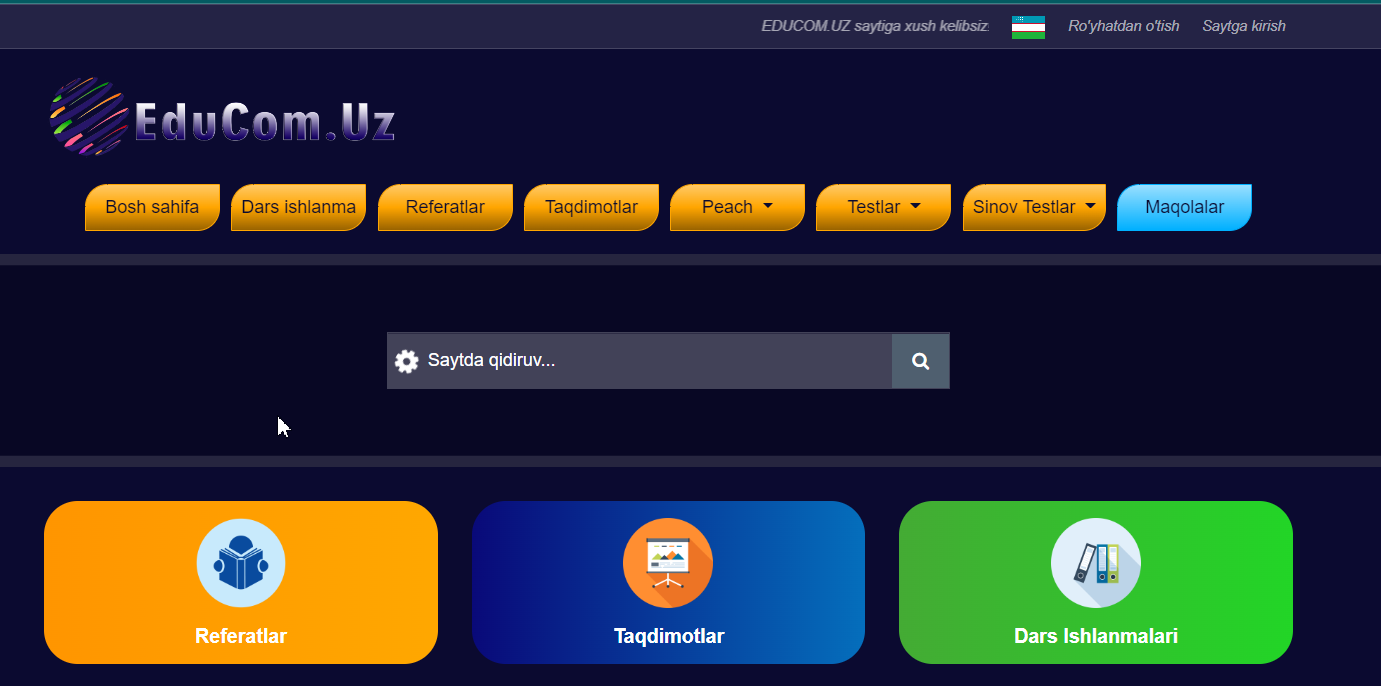 EDUCOM.UZ saytiga xush kelibsiz Ro'yhatdan o'tish Saytga kirish
EduCom.Uz
Bosh sahifa Dars ishlanma Referatlar Taqdimotlar Peach Testlar Sinov Testlar Maqolalar
Saytda qidiruv...
Referatlar Taqdimotlar Dars Ishlanmalari